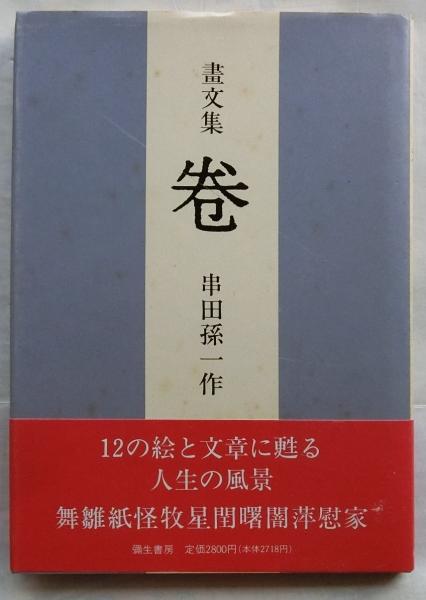 畫文集
巻
串田孫一作
12の絵と文章に甦る
人生の風景
舞雛紙怪牧星閏曙闇萍慰家
彌生書房 定価2800円(本体2718円)